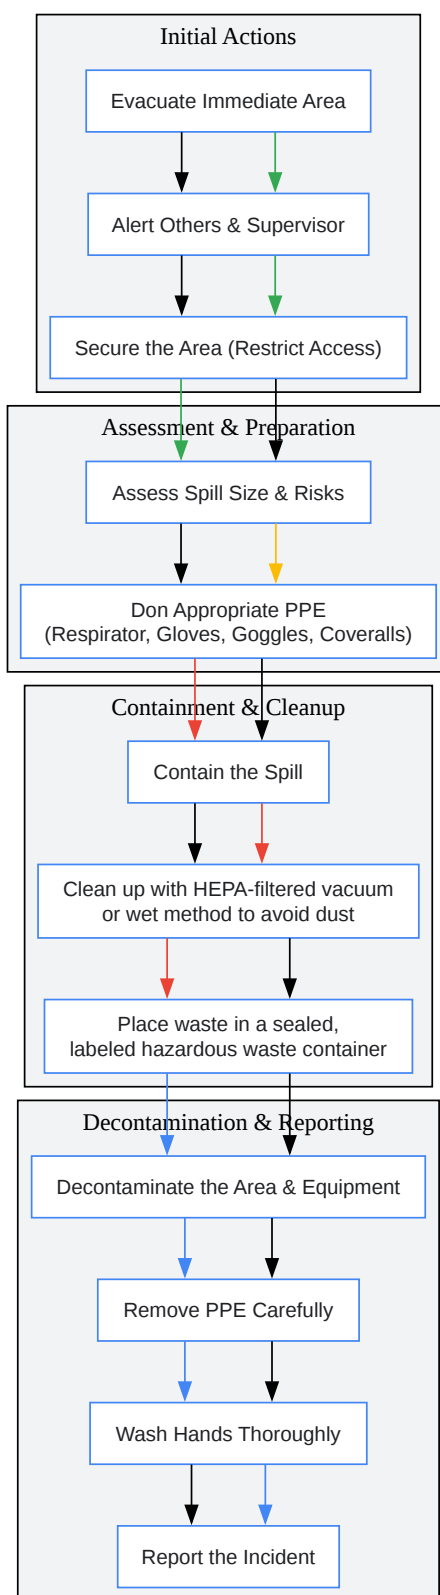 Initial Actions
Evacuate Immediate Area
Alert Others & Supervisor
Secure the Area (Restrict Access)
Assessment & Preparation
Assess Spill Size & Risks
Don Appropriate PPE
(Respirator, Gloves, Goggles, Coveralls)
Containment & Cleanup
Contain the Spill
Clean up with HEPA-filtered vacuum
or wet method to avoid dust
Place waste in a sealed,
labeled hazardous waste container
Decontamination & Reporting
Decontaminate the Area & Equipment
Remove PPE Carefully
Wash Hands Thoroughly
Report the Incident